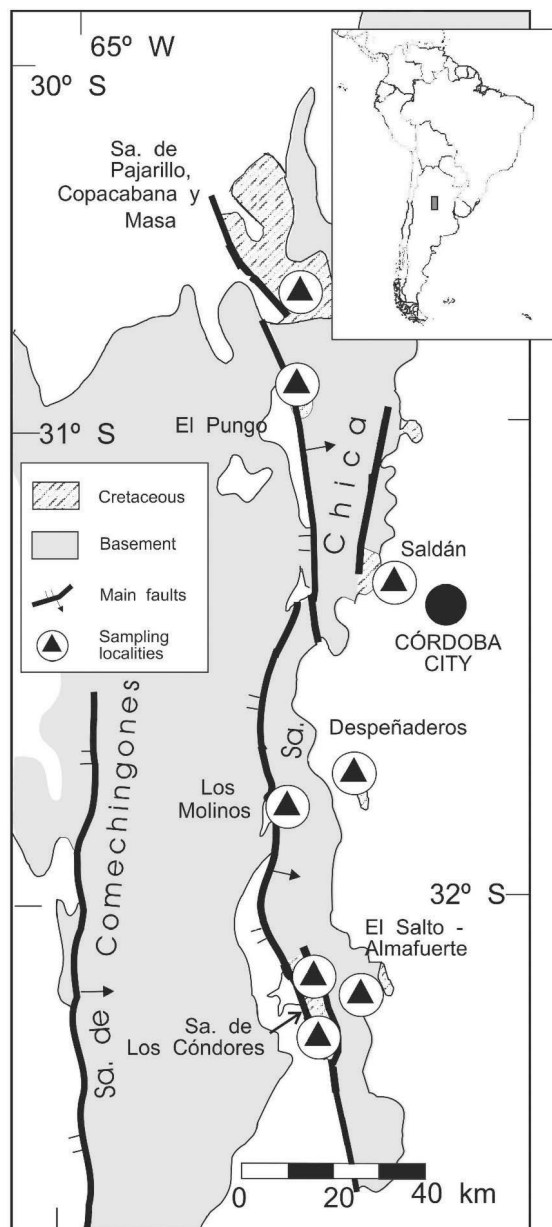 65º W
30º S
Sa. de
Pajarillo,
Copacabana y
Masa
El Pungo
31º S
Chica
Cretaceous
Basement
Main faults
Sampling
localities
Saldán
CÓRDOBA
CITY
Sa.
Despeñaderos
Los
Molinos
Sa. de Comechingones
32º S
El Salto -
Almafuerte
Sa. de
Los Cóndores
0 20 40 km